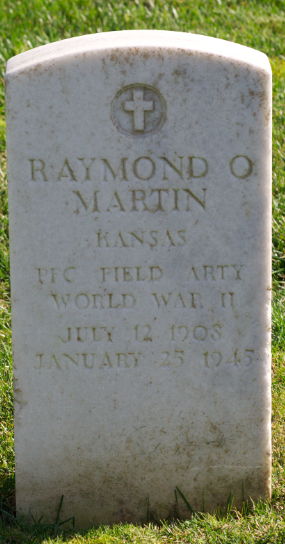 RAYMOND O
MARTIN
KANSAS
PFC FIELD ARTY
WORLD WAR II
JULY 12 1908
JANUARY 25 1945